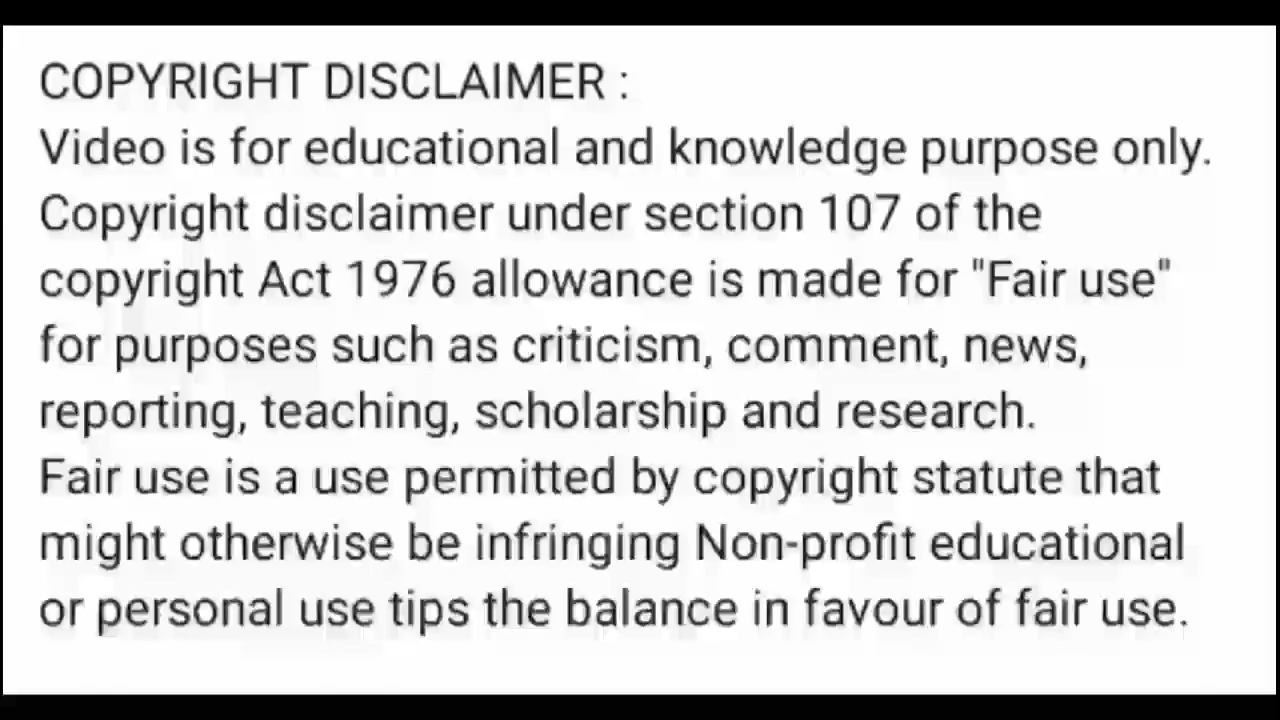 COPYRIGHT DISCLAIMER :
Video is for educational and knowledge purpose only.
Copyright disclaimer under section 107 of the
copyright Act 1976 allowance is made for "Fair use"
for purposes such as criticism, comment, news,
reporting, teaching, scholarship and research.
Fair use is a use permitted by copyright statute that
might otherwise be infringing Non-profit educational
or personal use tips the balance in favour of fair use.